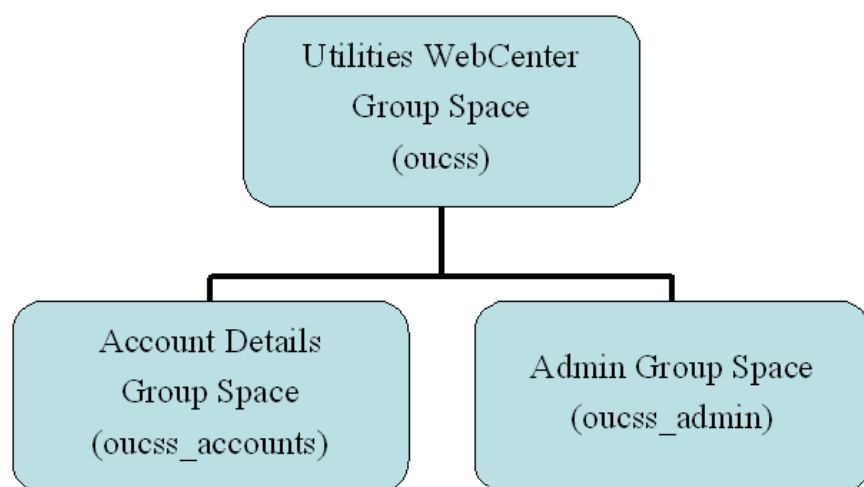 Utilities WebCenter
Group Space
(oucss)
Account Details
Group Space
(oucss_accounts)
Admin Group Space
(oucss_admin)